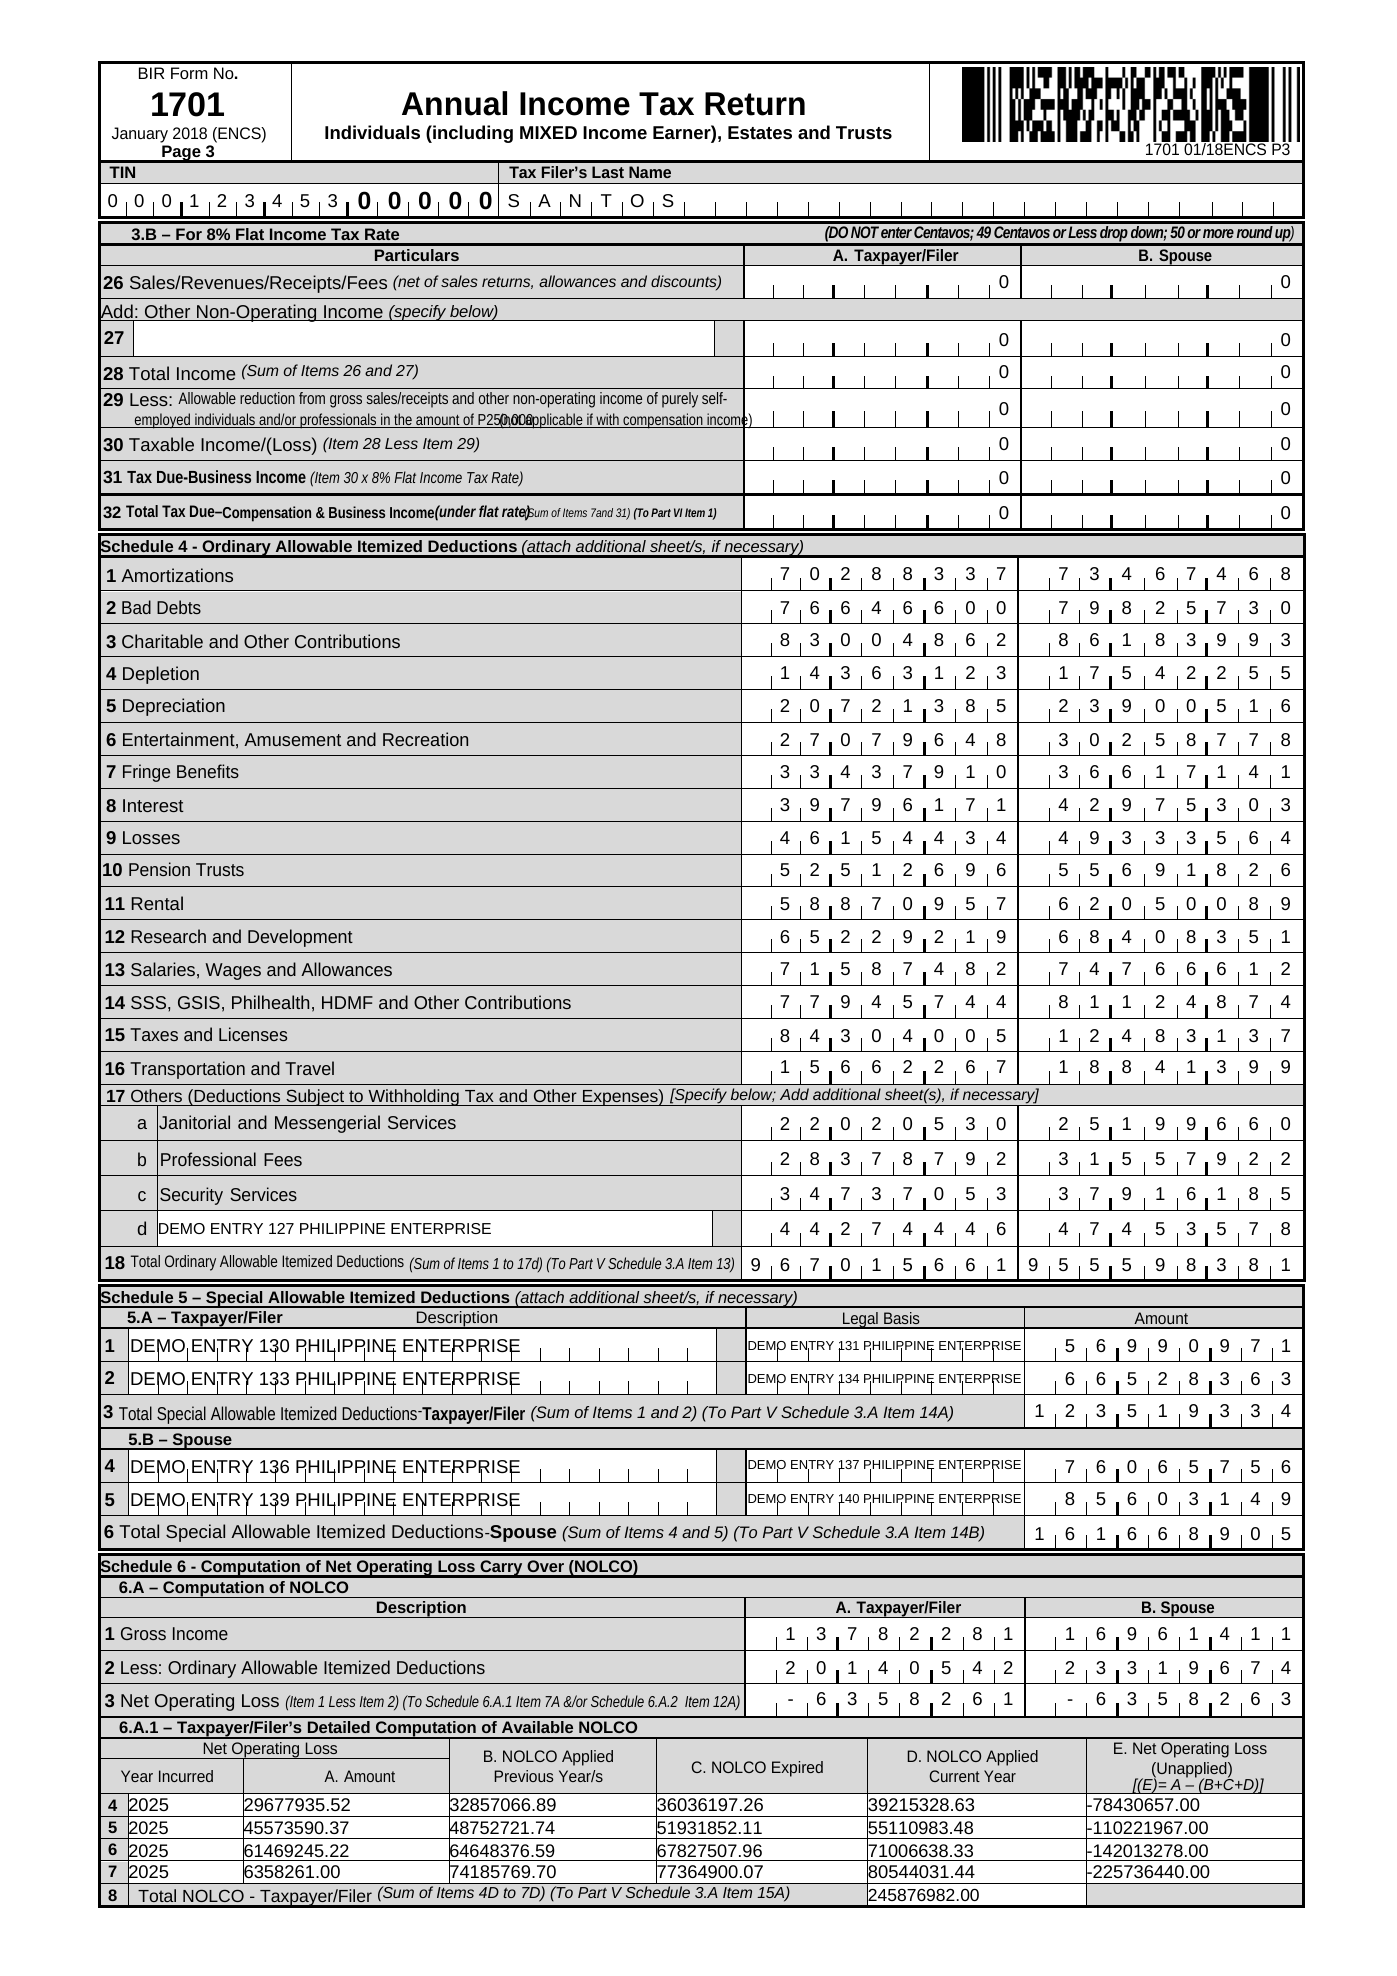 BIR Form No.
1701
January 2018 (ENCS)
Page 3
Annual Income Tax Return
Individuals (including MIXED Income Earner), Estates and Trusts
1701 01/18ENCS P3
TIN Tax Filer's Last Name
0 0 0 1 2 3 4 5 3 0 0 0 0 0 S A N T O S
3.B – For 8% Flat Income Tax Rate (DO NOT enter Centavos; 49 Centavos or Less drop down; 50 or more round up)
Particulars A. Taxpayer/Filer B. Spouse
26 Sales/Revenues/Receipts/Fees (net of sales returns, allowances and discounts) 0 0
Add: Other Non-Operating Income (specify below)
27 0 0
28 Total Income (Sum of Items 26 and 27) 0 0
29 Less: Allowable reduction from gross sales/receipts and other non-operating income of purely self-
employed individuals and/or professionals in the amount of P250,000 (not applicable if with compensation income) 0 0
30 Taxable Income/(Loss) (Item 28 Less Item 29) 0 0
31 Tax Due-Business Income (Item 30 x 8% Flat Income Tax Rate) 0 0
32 Total Tax Due–Compensation & Business Income(under flat rate) (Sum of Items 7and 31) (To Part VI Item 1) 0 0
Schedule 4 - Ordinary Allowable Itemized Deductions (attach additional sheet/s, if necessary)
1 Amortizations 7 0 2 8 8 3 3 7 7 3 4 6 7 4 6 8
2 Bad Debts 7 6 6 4 6 6 0 0 7 9 8 2 5 7 3 0
3 Charitable and Other Contributions 8 3 0 0 4 8 6 2 8 6 1 8 3 9 9 3
4 Depletion 1 4 3 6 3 1 2 3 1 7 5 4 2 2 5 5
5 Depreciation 2 0 7 2 1 3 8 5 2 3 9 0 0 5 1 6
6 Entertainment, Amusement and Recreation 2 7 0 7 9 6 4 8 3 0 2 5 8 7 7 8
7 Fringe Benefits 3 3 4 3 7 9 1 0 3 6 6 1 7 1 4 1
8 Interest 3 9 7 9 6 1 7 1 4 2 9 7 5 3 0 3
9 Losses 4 6 1 5 4 4 3 4 4 9 3 3 3 5 6 4
10 Pension Trusts 5 2 5 1 2 6 9 6 5 5 6 9 1 8 2 6
11 Rental 5 8 8 7 0 9 5 7 6 2 0 5 0 0 8 9
12 Research and Development 6 5 2 2 9 2 1 9 6 8 4 0 8 3 5 1
13 Salaries, Wages and Allowances 7 1 5 8 7 4 8 2 7 4 7 6 6 6 1 2
14 SSS, GSIS, Philhealth, HDMF and Other Contributions 7 7 9 4 5 7 4 4 8 1 1 2 4 8 7 4
15 Taxes and Licenses 8 4 3 0 4 0 0 5 1 2 4 8 3 1 3 7
16 Transportation and Travel 1 5 6 6 2 2 6 7 1 8 8 4 1 3 9 9
17 Others (Deductions Subject to Withholding Tax and Other Expenses) [Specify below; Add additional sheet(s), if necessary]
a Janitorial and Messengerial Services 2 2 0 2 0 5 3 0 2 5 1 9 9 6 6 0
b Professional Fees 2 8 3 7 8 7 9 2 3 1 5 5 7 9 2 2
c Security Services 3 4 7 3 7 0 5 3 3 7 9 1 6 1 8 5
d DEMO ENTRY 127 PHILIPPINE ENTERPRISE 4 4 2 7 4 4 4 6 4 7 4 5 3 5 7 8
18 Total Ordinary Allowable Itemized Deductions (Sum of Items 1 to 17d) (To Part V Schedule 3.A Item 13) 9 6 7 0 1 5 6 6 1 9 5 5 5 9 8 3 8 1
Schedule 5 – Special Allowable Itemized Deductions (attach additional sheet/s, if necessary)
5.A – Taxpayer/Filer Description Legal Basis Amount
1 DEMO ENTRY 130 PHILIPPINE ENTERPRISE DEMO ENTRY 131 PHILIPPINE ENTERPRISE 5 6 9 9 0 9 7 1
2 DEMO ENTRY 133 PHILIPPINE ENTERPRISE DEMO ENTRY 134 PHILIPPINE ENTERPRISE 6 6 5 2 8 3 6 3
3 Total Special Allowable Itemized Deductions-Taxpayer/Filer (Sum of Items 1 and 2) (To Part V Schedule 3.A Item 14A) 1 2 3 5 1 9 3 3 4
5.B – Spouse
4 DEMO ENTRY 136 PHILIPPINE ENTERPRISE DEMO ENTRY 137 PHILIPPINE ENTERPRISE 7 6 0 6 5 7 5 6
5 DEMO ENTRY 139 PHILIPPINE ENTERPRISE DEMO ENTRY 140 PHILIPPINE ENTERPRISE 8 5 6 0 3 1 4 9
6 Total Special Allowable Itemized Deductions-Spouse (Sum of Items 4 and 5) (To Part V Schedule 3.A Item 14B) 1 6 1 6 6 8 9 0 5
Schedule 6 - Computation of Net Operating Loss Carry Over (NOLCO)
6.A – Computation of NOLCO
Description A. Taxpayer/Filer B. Spouse
1 Gross Income 1 3 7 8 2 2 8 1 1 6 9 6 1 4 1 1
2 Less: Ordinary Allowable Itemized Deductions 2 0 1 4 0 5 4 2 2 3 3 1 9 6 7 4
3 Net Operating Loss (Item 1 Less Item 2) (To Schedule 6.A.1 Item 7A &/or Schedule 6.A.2 Item 12A) - 6 3 5 8 2 6 1 - 6 3 5 8 2 6 3
6.A.1 – Taxpayer/Filer's Detailed Computation of Available NOLCO
Net Operating Loss
Year Incurred A. Amount
B. NOLCO Applied
Previous Year/s
C. NOLCO Expired
D. NOLCO Applied
Current Year
E. Net Operating Loss
(Unapplied)
[(E)= A – (B+C+D)]
4 2025 29677935.52 32857066.89 36036197.26 39215328.63 -78430657.00
5 2025 45573590.37 48752721.74 51931852.11 55110983.48 -110221967.00
6 2025 61469245.22 64648376.59 67827507.96 71006638.33 -142013278.00
7 2025 6358261.00 74185769.70 77364900.07 80544031.44 -225736440.00
8 Total NOLCO - Taxpayer/Filer (Sum of Items 4D to 7D) (To Part V Schedule 3.A Item 15A) 245876982.00